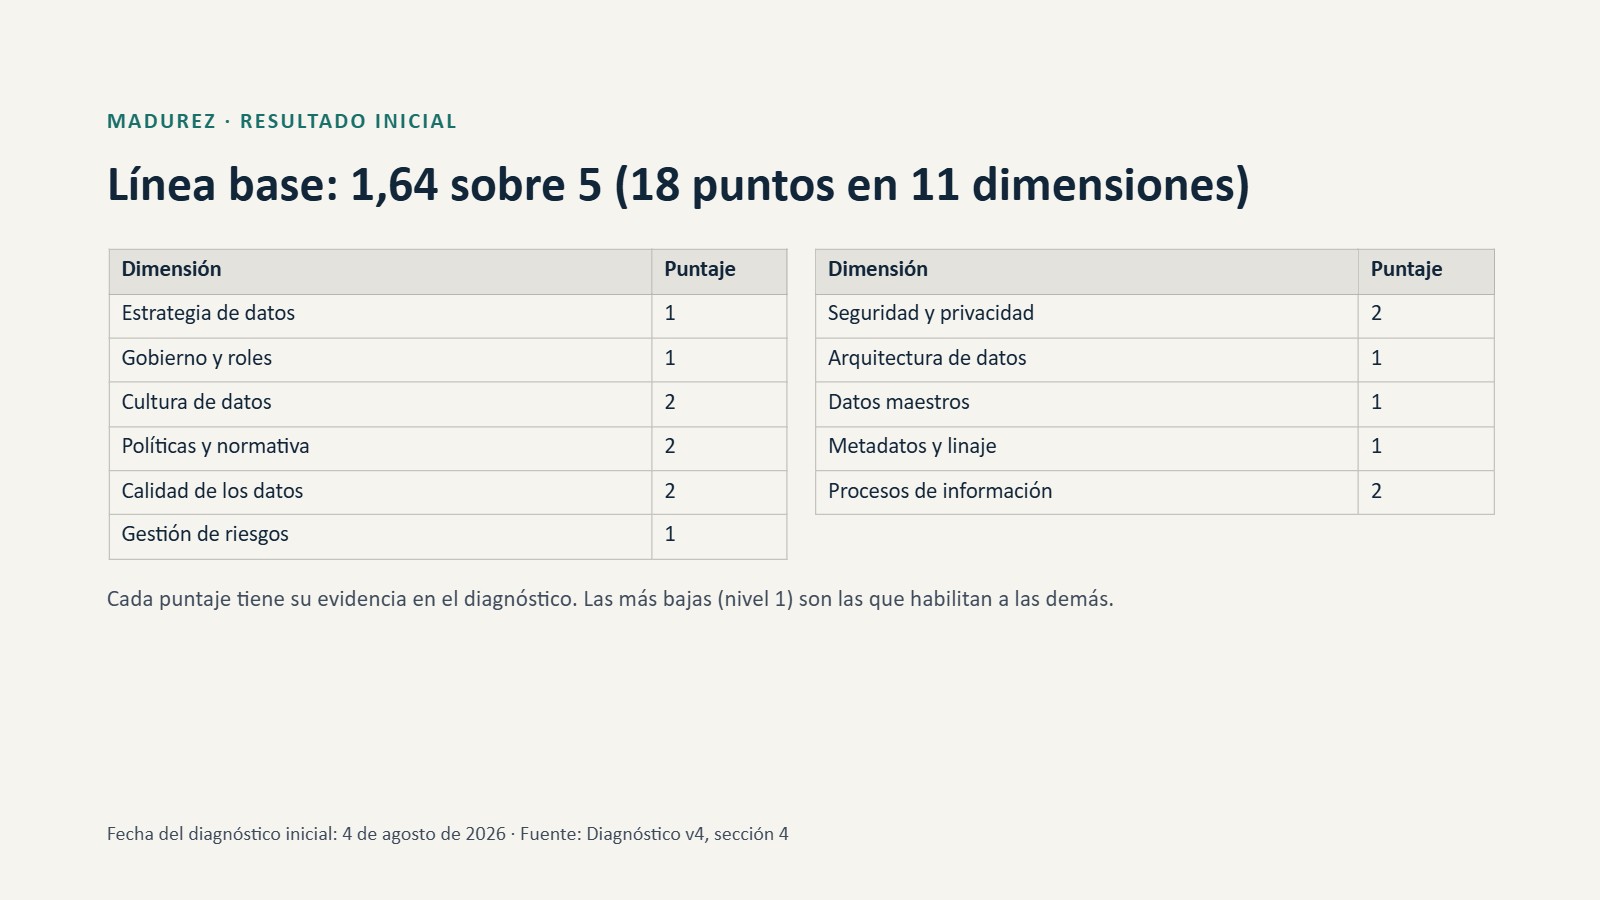 MADUREZ · RESULTADO INICIAL
Línea base: 1,64 sobre 5 (18 puntos en 11 dimensiones)
Dimensión Puntaje
Estrategia de datos 1
Gobierno y roles 1
Cultura de datos 2
Políticas y normativa 2
Calidad de los datos 2
Gestión de riesgos 1
Dimensión Puntaje
Seguridad y privacidad 2
Arquitectura de datos 1
Datos maestros 1
Metadatos y linaje 1
Procesos de información 2
Cada puntaje tiene su evidencia en el diagnóstico. Las más bajas (nivel 1) son las que habilitan a las demás.
Fecha del diagnóstico inicial: 4 de agosto de 2026 · Fuente: Diagnóstico v4, sección 4